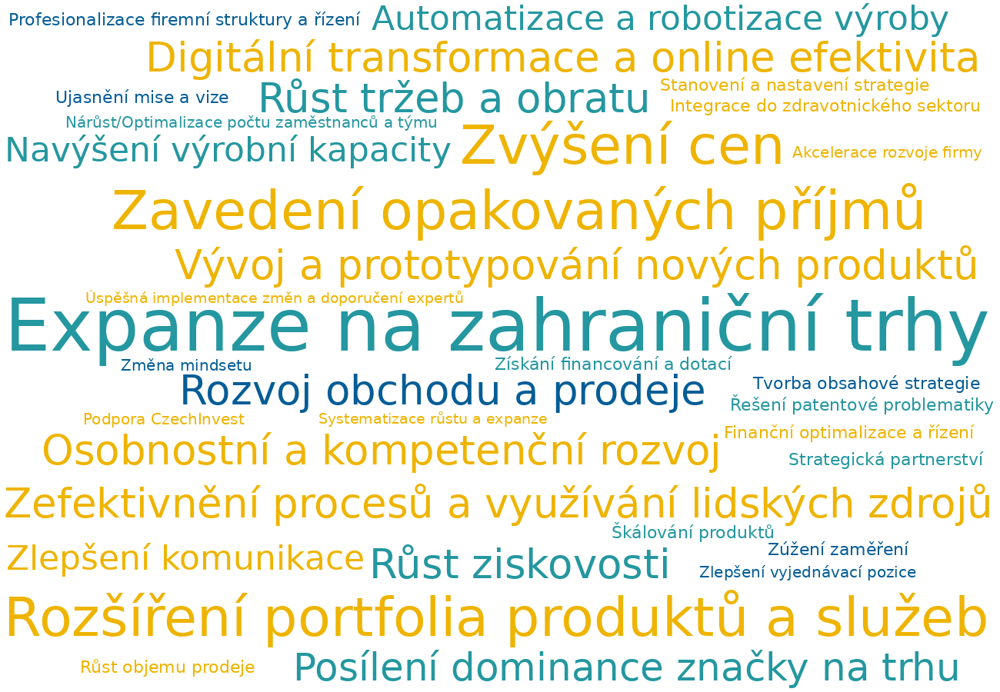 Profesionalizace firemní struktury a řízení
Automatizace a robotizace výroby
Digitální transformace a online efektivita
Ujasnění mise a vize
Růst tržeb a obratu
Stanovení a nastavení strategie
Integrace do zdravotnického sektoru
Nárůst/Optimalizace počtu zaměstnanců a týmu
Navýšení výrobní kapacity
Zvýšení cen
Akcelerace rozvoje firmy
Zavedení opakovaných příjmů
Vývoj a prototypování nových produktů
Úspěšná implementace změn a doporučení expertů
Expanze na zahraniční trhy
Změna mindsetu
Získání financování a dotací
Rozvoj obchodu a prodeje
Tvorba obsahové strategie
Řešení patentové problematiky
Podpora CzechInvest
Systematizace růstu a expanze
Finanční optimalizace a řízení
Osobnostní a kompetenční rozvoj
Strategická partnerství
Zefektivnění procesů a využívání lidských zdrojů
Škálování produktů
Zlepšení komunikace
Růst ziskovosti
Zúžení zaměření
Zlepšení vyjednávací pozice
Rozšíření portfolia produktů a služeb
Růst objemu prodeje
Posílení dominance značky na trhu